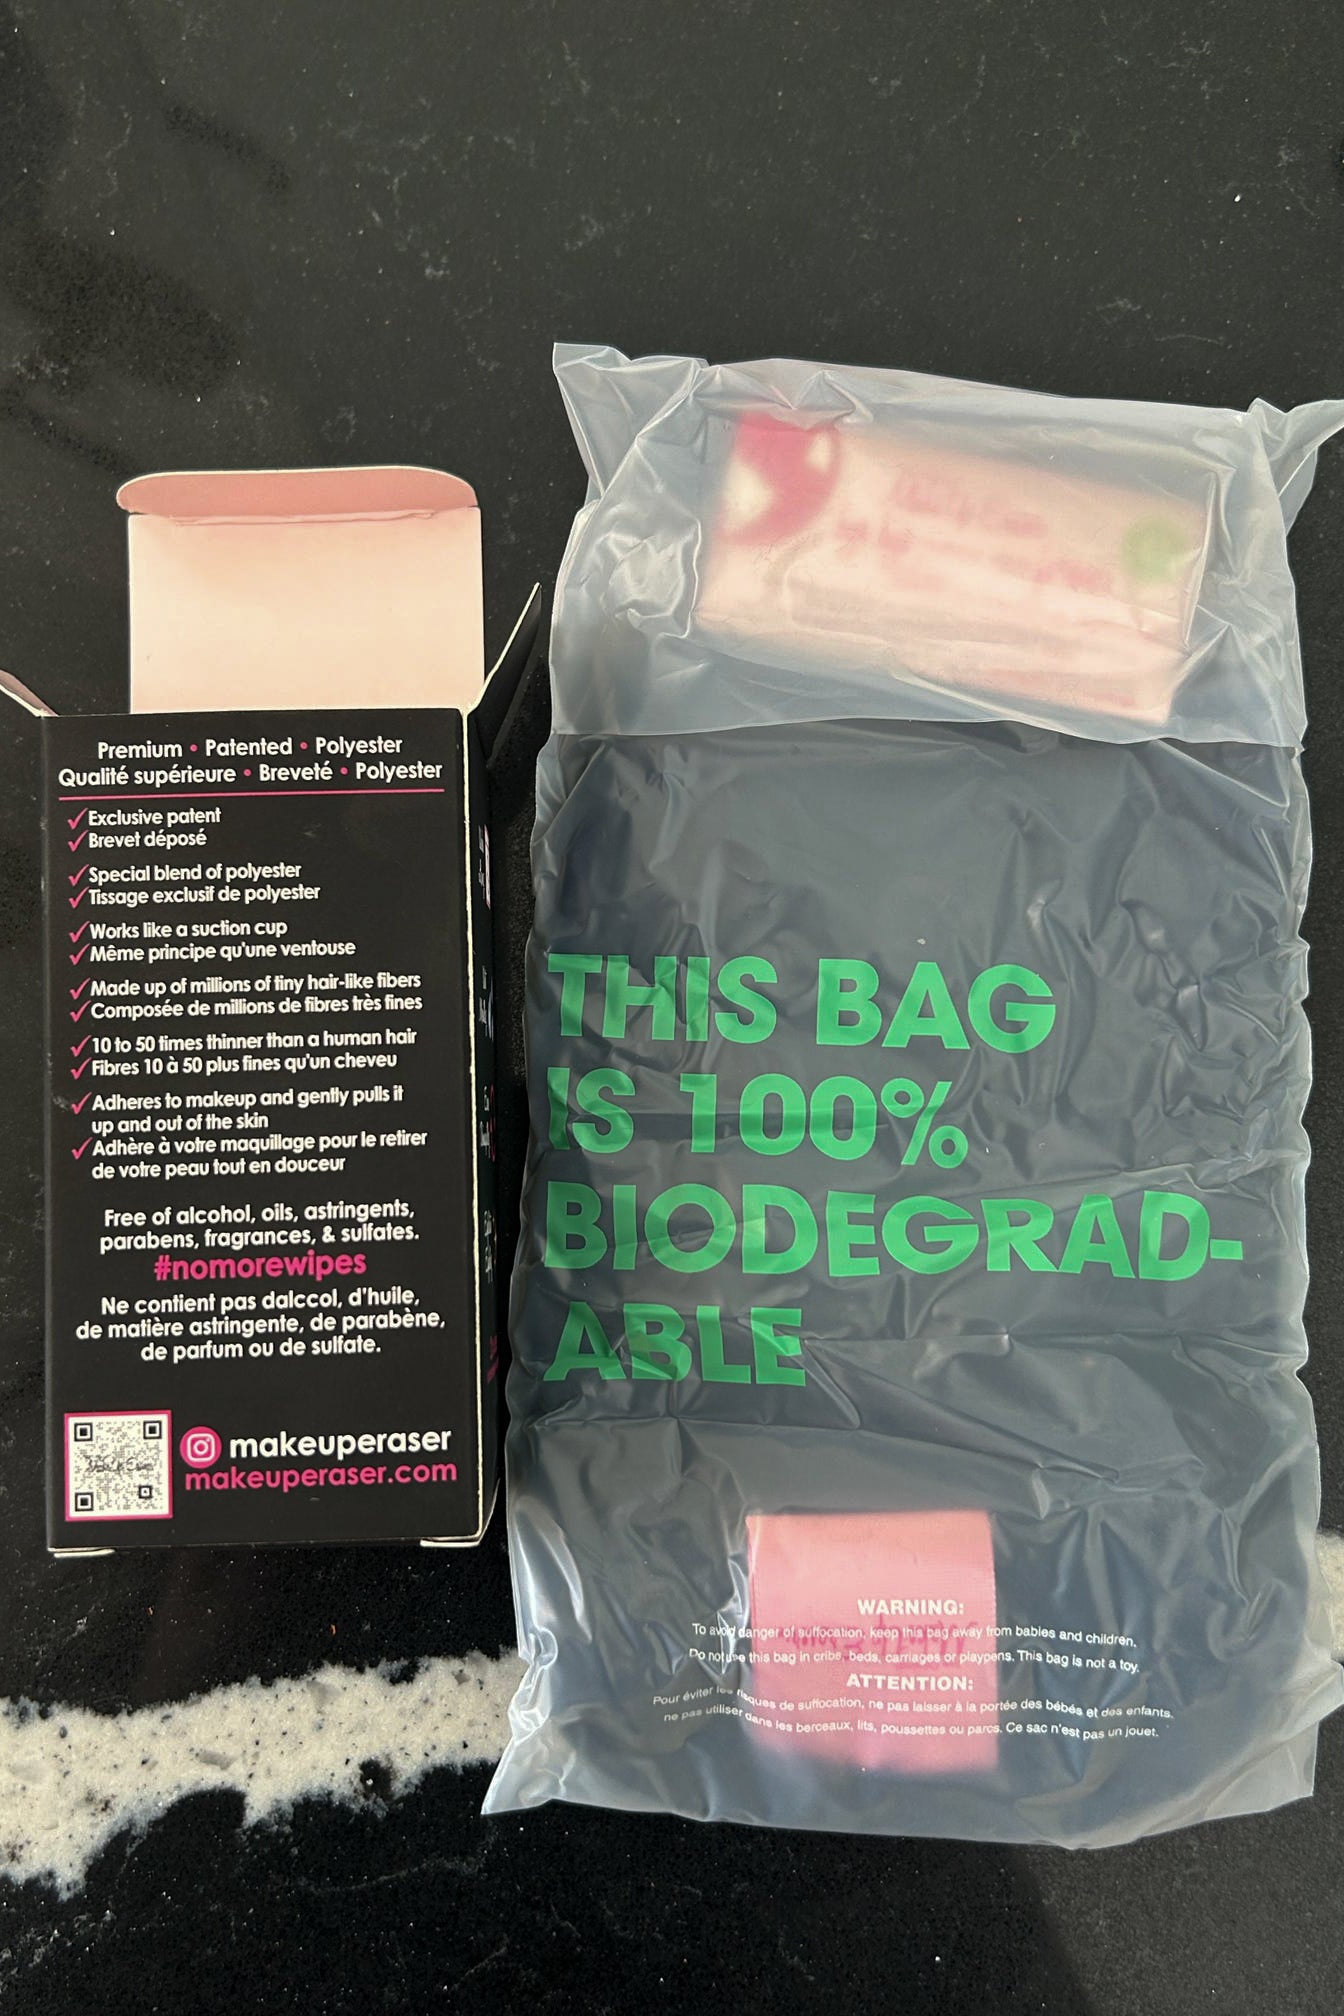 Premium • Patented • Polyester
Qualité supérieure • Breveté • Polyester
✓Exclusive patent
✓Brevet déposé
✓Special blend of polyester
✓Tissage exclusif de polyester
✓Works like a suction cup
✓Même principe qu'une ventouse
✓Made up of millions of tiny hair-like fibers
✓Composée de millions de fibres très fines
✓10 to 50 times thinner than a human hair
✓Fibres 10 à 50 plus fines qu'un cheveu
✓Adheres to makeup and gently pulls it
up and out of the skin
✓Adhère à votre maquillage pour le retirer
de votre peau tout en douceur
Free of alcohol, oils, astringents,
parabens, fragrances, & sulfates.
#nomorewipes
Ne contient pas dalccol, d'huile,
de matière astringente, de parabène,
de parfum ou de sulfate.
makeuperaser
makeuperaser.com
THIS BAG
IS 100%
BIODEGRAD-
ABLE
WARNING:
To avoid danger of suffocation, keep this bag away from babies and children.
Do not use this bag in cribs, beds, carriages or playpens. This bag is not a toy.
ATTENTION:
Pour éviter les risques de suffocation, ne pas laisser à la portée des bébés et des enfants.
ne pas utiliser dans les berceaux, lits, poussettes ou parcs. Ce sac n'est pas un jouet.